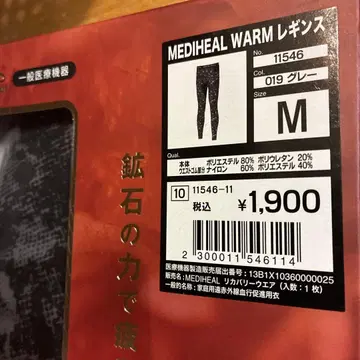 一般医療機器
鉱石の力で
MEDIHEAL WARM レギンス
No.
11546
Col.
019 グレー
Size
M
Qual.
本体 ポリエステル 80% ポリウレタン 20%
ウエストゴム部分 ナイロン 60% ポリエステル 40%
10 11546-11
税込 ¥1,900
2 300011 546114
医療機器製造販売届出番号:13B1X10360000025
販売名:MEDIHEAL リカバリーウエア(入数:1枚)
一般的名称:家庭用遠赤外線血行促進用衣